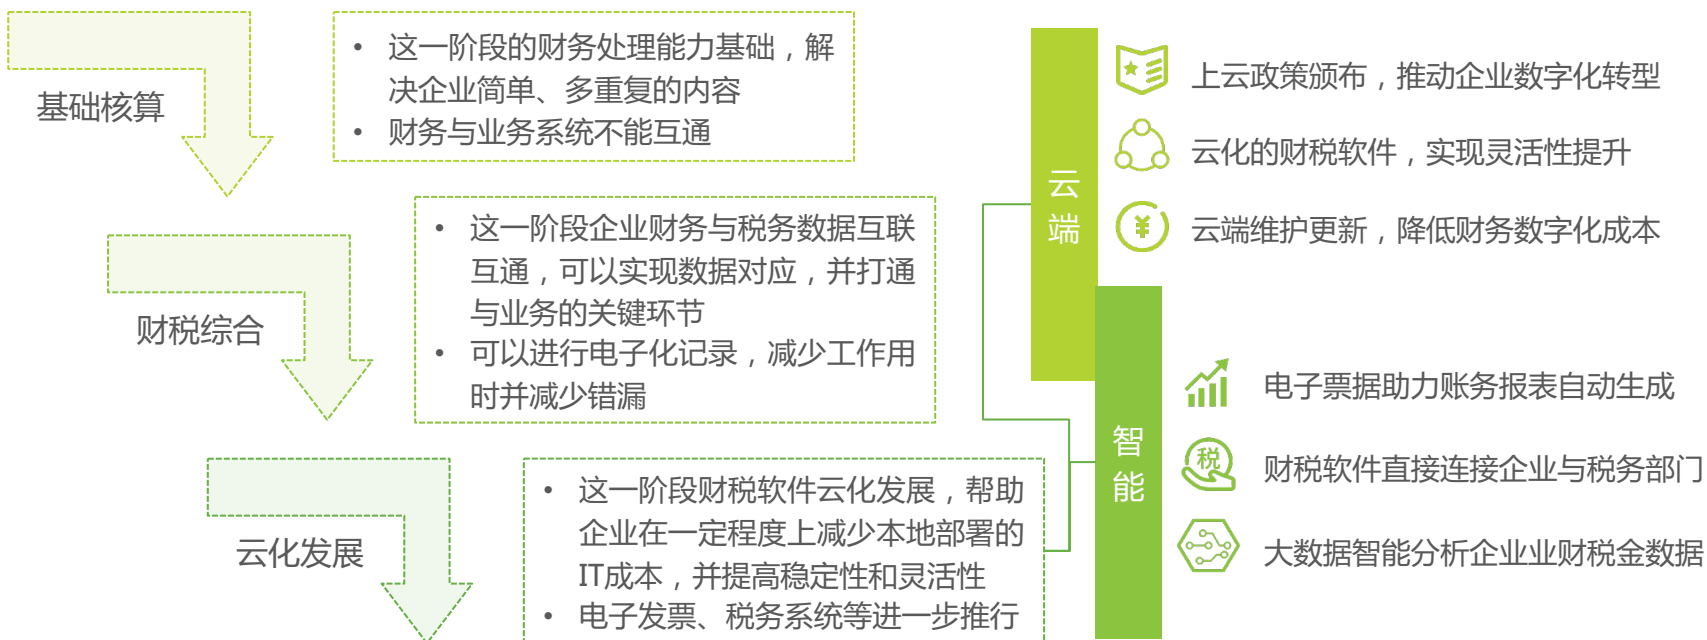 基础核算
• 这一阶段的财务处理能力基础，解
决企业简单、多重复的内容
• 财务与业务系统不能互通
财税综合
• 这一阶段企业财务与税务数据互联
互通，可以实现数据对应，并打通
与业务的关键环节
• 可以进行电子化记录，减少工作用
时并减少错漏
云化发展
• 这一阶段财税软件云化发展，帮助
企业在一定程度上减少本地部署的
IT成本，并提高稳定性和灵活性
• 电子发票、税务系统等进一步推行
云
端
上云政策颁布，推动企业数字化转型
云化的财税软件，实现灵活性提升
¥
云端维护更新，降低财务数字化成本
智
能
电子票据助力账务报表自动生成
税
财税软件直接连接企业与税务部门
大数据智能分析企业业财税金数据